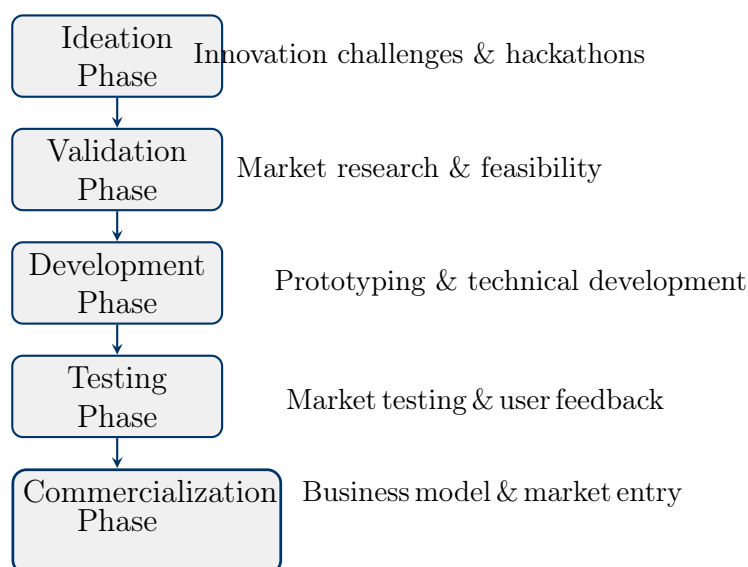 Ideation
Phase
Innovation challenges & hackathons
Validation
Phase
Market research & feasibility
Development
Phase
Prototyping & technical development
Testing
Phase
Market testing & user feedback
Commercialization
Phase
Business model & market entry